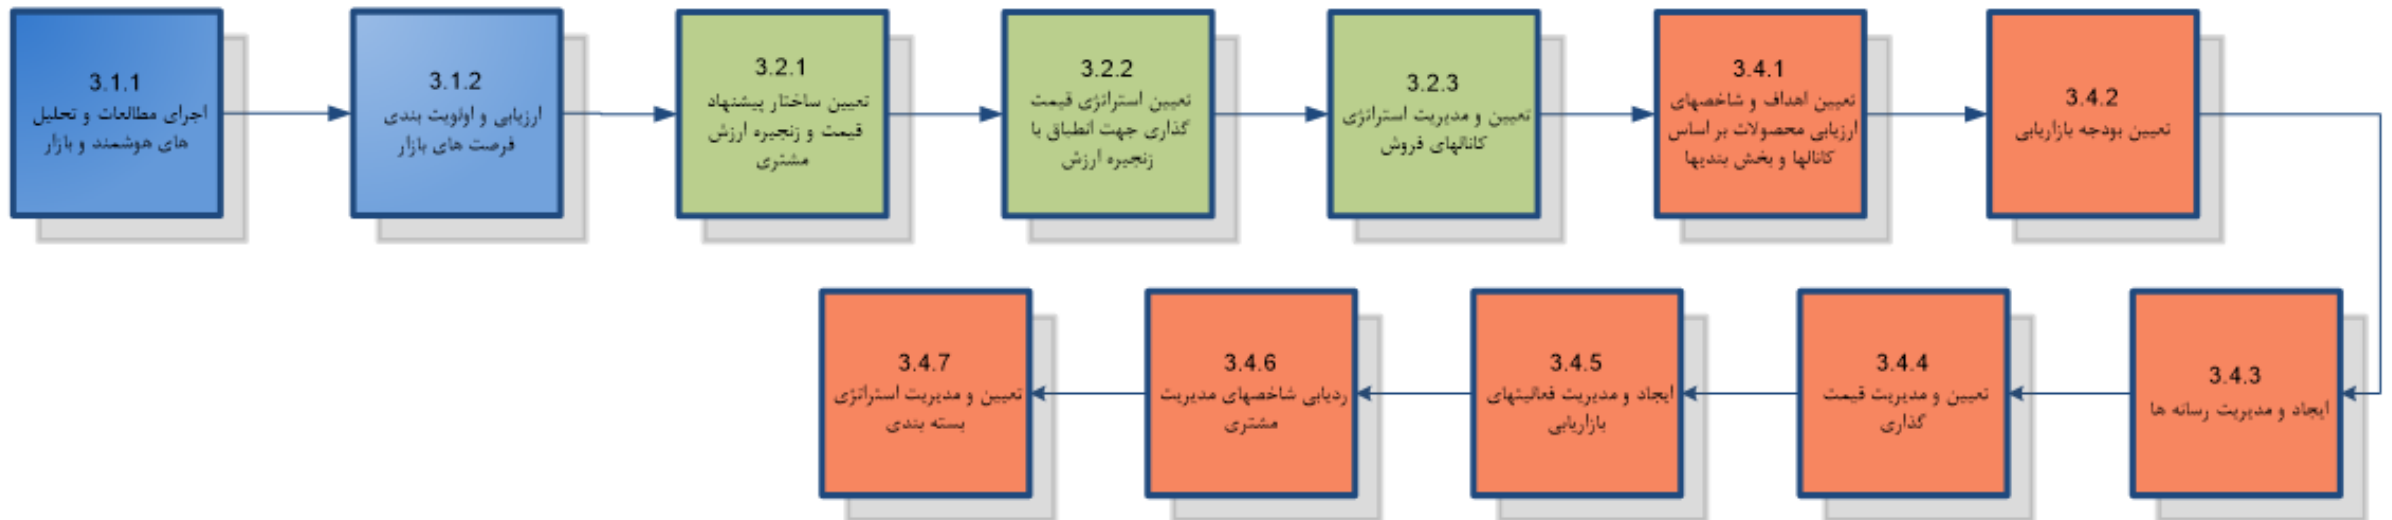 3.1.1
اجرای مطالعات و تحلیل
های هوشمند و بازار
3.1.2
ارزیابی و اولویت بندی
فرصت های بازار
3.2.1
تعیین ساختار پیشنهاد
قیمت و زنجیره ارزش
مشتری
3.2.2
تعیین استراتژی قیمت
گذاری جهت انطباق با
زنجیره ارزش
3.2.3
تعیین و مدیریت استراتژی
کانالهای فروش
3.4.1
تعیین اهداف و شاخصهای
ارزیابی محصولات بر اساس
کانالها و بخش بندیها
3.4.2
تعیین بودجه بازاریابی
3.4.3
ایجاد و مدیریت رسانه ها
3.4.4
تعیین و مدیریت قیمت
گذاری
3.4.5
ایجاد و مدیریت فعالیتهای
بازاریابی
3.4.6
ردیابی شاخصهای مدیریت
مشتری
3.4.7
تعیین و مدیریت استراتژی
بسته بندی